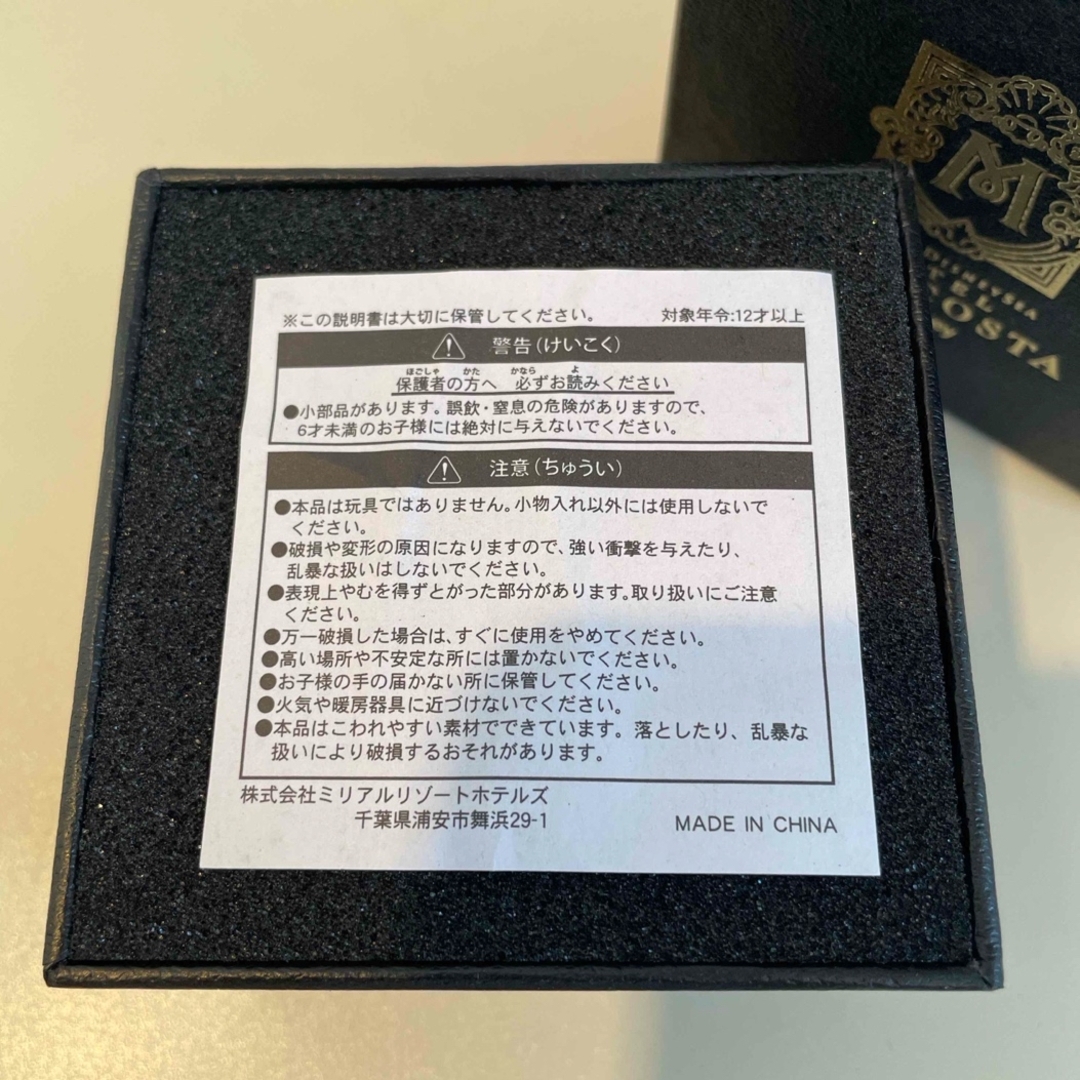 ※この説明書は大切に保管してください。 対象年令:12才以上
警告(けいこく)
ほごしゃ かた かなら よ
保護者の方へ 必ずお読みください
●小部品があります。誤飲・窒息の危険がありますので、
6才未満のお子様には絶対に与えないでください。
注意(ちゅうい)
●本品は玩具ではありません。小物入れ以外には使用しないで
ください。
●破損や変形の原因になりますので、強い衝撃を与えたり、
乱暴な扱いはしないでください。
●表現上やむを得ずとがった部分があります。取り扱いにご注意
ください。
●万一破損した場合は、すぐに使用をやめてください。
●高い場所や不安定な所には置かないでください。
●お子様の手の届かない所に保管してください。
●火気や暖房器具に近づけないでください。
●本品はこわれやすい素材でできています。落としたり、乱暴な
扱いにより破損するおそれがあります。
株式会社ミリアルリゾートホテルズ
千葉県浦安市舞浜29-1 MADE IN CHINA
M